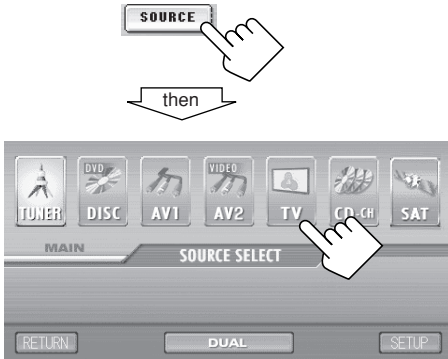 SOURCE
then
DVD VIDEO
TUNER DISC AV1 AV2 TV CD-CH SAT
MAIN SOURCE SELECT
RETURN DUAL SETUP